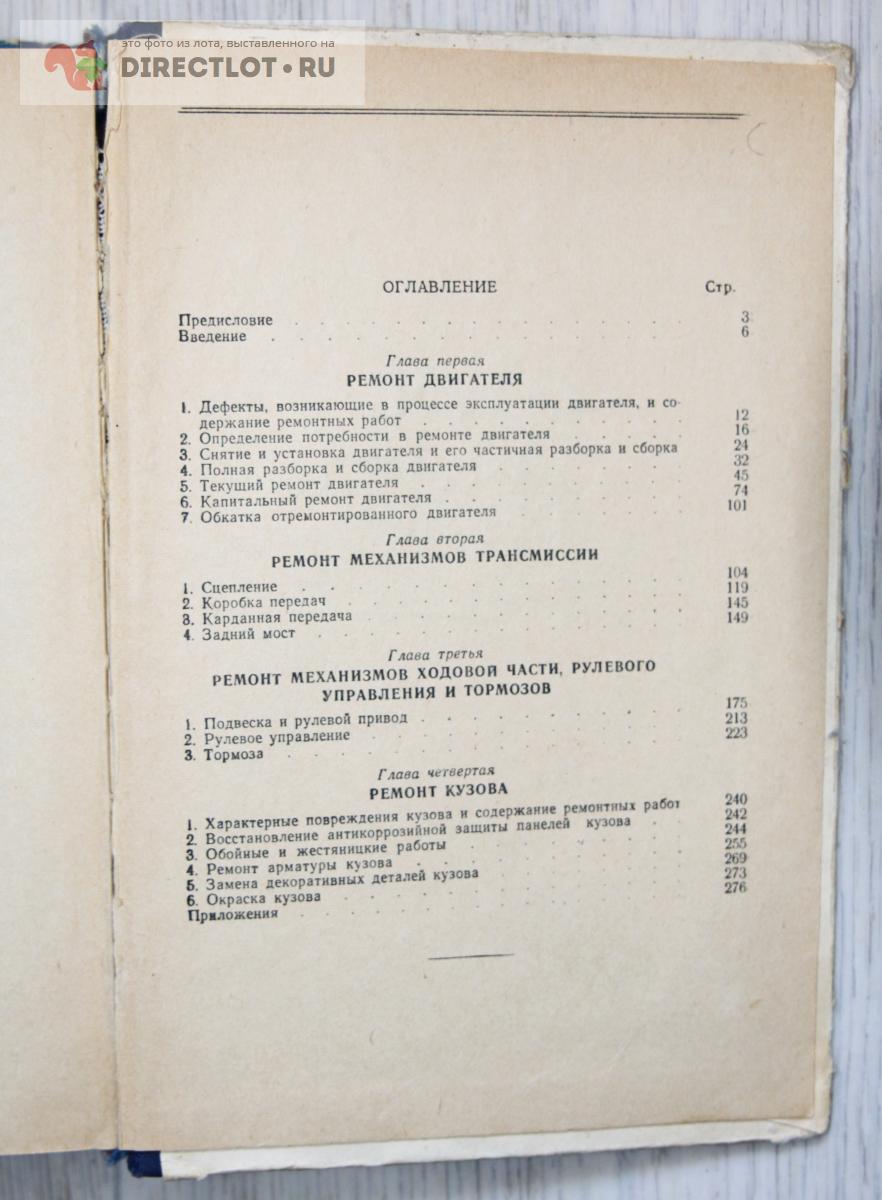 это фото из лота, выставленного на
DIRECTLOT.RU
ОГЛАВЛЕНИЕ Стр.
Предисловие 3
Введение 6
Глава первая
РЕМОНТ ДВИГАТЕЛЯ
1. Дефекты, возникающие в процессе эксплуатации двигателя, и со-
держание ремонтных работ 12
2. Определение потребности в ремонте двигателя 16
3. Снятие и установка двигателя и его частичная разборка и сборка 24
4. Полная разборка и сборка двигателя 32
5. Текущий ремонт двигателя 45
6. Капитальный ремонт двигателя 74
7. Обкатка отремонтированного двигателя 101
Глава вторая
РЕМОНТ МЕХАНИЗМОВ ТРАНСМИССИИ
1. Сцепление 104
2. Коробка передач 119
3. Карданная передача 145
4. Задний мост 149
Глава третья
РЕМОНТ МЕХАНИЗМОВ ХОДОВОЙ ЧАСТИ, РУЛЕВОГО
УПРАВЛЕНИЯ И ТОРМОЗОВ
1. Подвеска и рулевой привод 175
2. Рулевое управление 213
3. Тормоза 223
Глава четвертая
РЕМОНТ КУЗОВА
1. Характерные повреждения кузова и содержание ремонтных работ 240
2. Восстановление антикоррозийной защиты панелей кузова 242
3. Обойные и жестяницкие работы 244
4. Ремонт арматуры кузова 255
5. Замена декоративных деталей кузова 269
6. Окраска кузова 273
Приложения 276